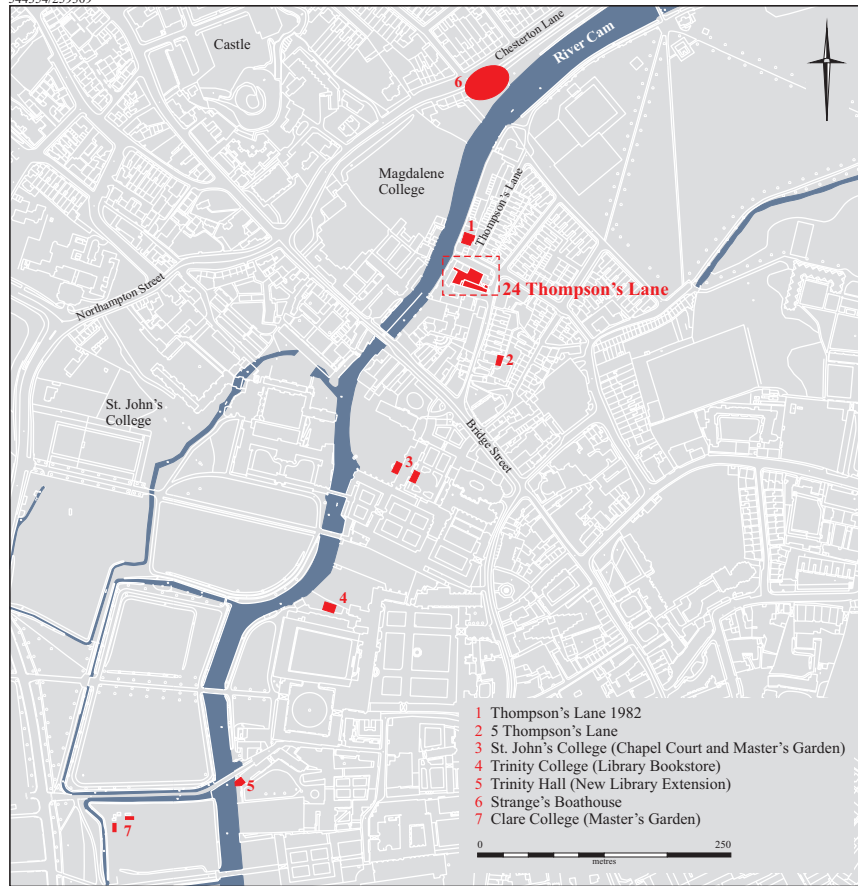 Castle
Chesterton Lane
River Cam
6
Magdalene
College
Thompson's Lane
1
24 Thompson's Lane
Northampton Street
2
St. John's
College
Bridge Street
3
4
5
7
1 Thompson's Lane 1982
2 5 Thompson's Lane
3 St. John's College (Chapel Court and Master's Garden)
4 Trinity College (Library Bookstore)
5 Trinity Hall (New Library Extension)
6 Strange's Boathouse
7 Clare College (Master's Garden)
0 250
metres